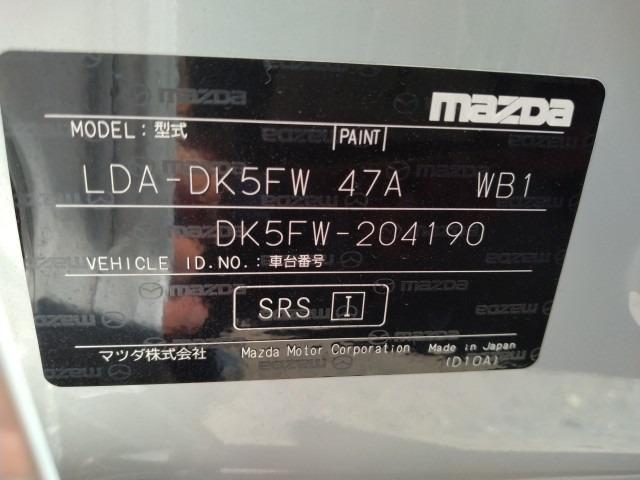 mazda
MODEL: 型式 PAINT
LDA-DK5FW 47A WB1
DK5FW-204190
VEHICLE ID.NO.: 車台番号
SRS I
マツダ株式会社 Mazda Motor Corporation Made in Japan
(D10A)